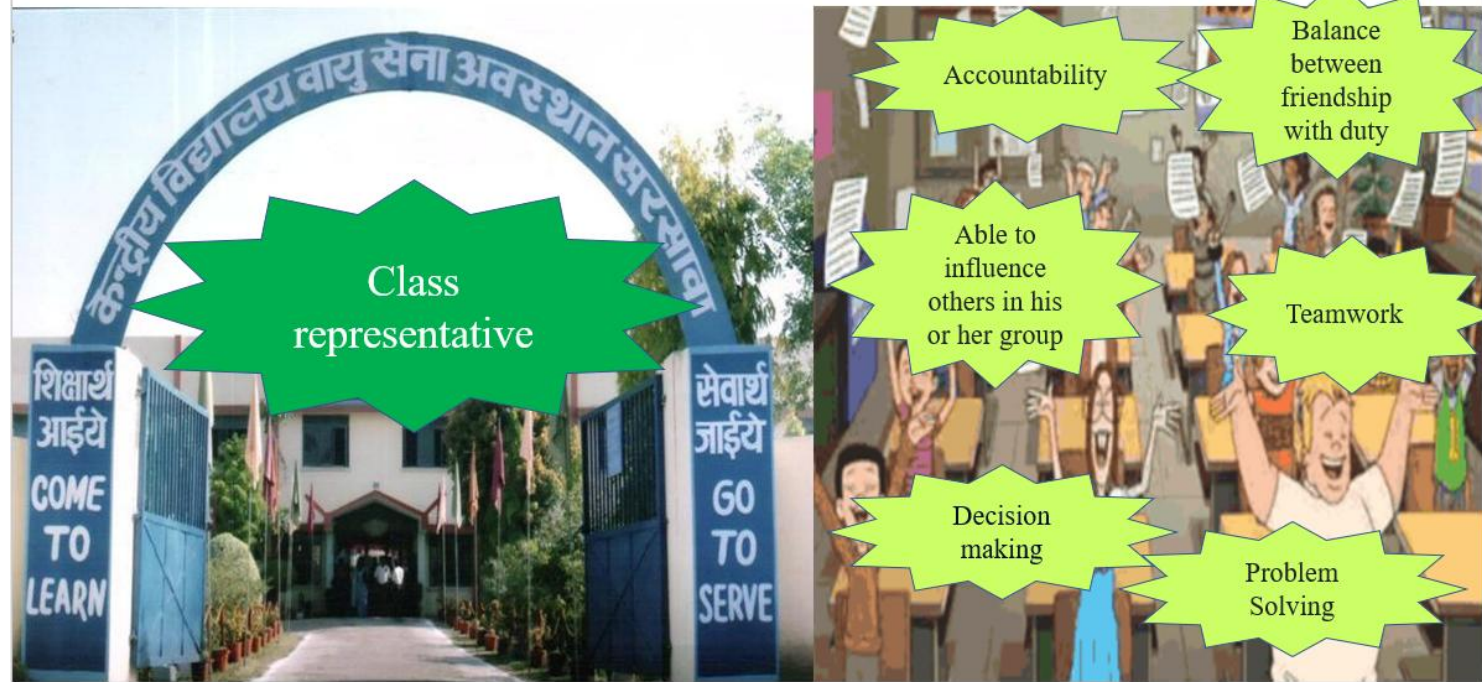 केन्द्रीय विद्यालय वायु सेना अवस्थान सरसावा
Class
representative
शिक्षार्थ
आईये
COME
TO
LEARN
सेवार्थ
जाईये
GO
TO
SERVE
Accountability
Balance
between
friendship
with duty
Able to
influence
others in his
or her group
Teamwork
Decision
making
Problem
Solving